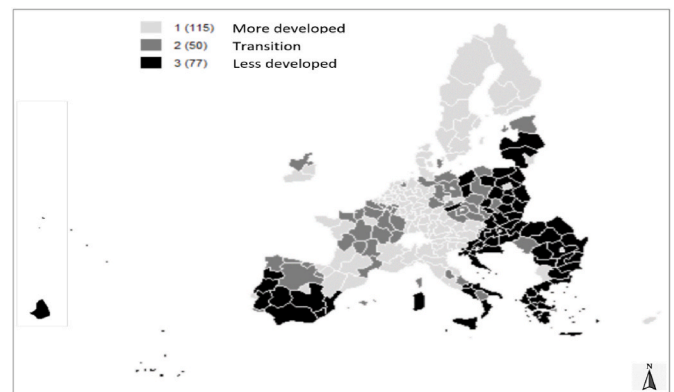 1 (115) More developed
2 (50) Transition
3 (77) Less developed
N